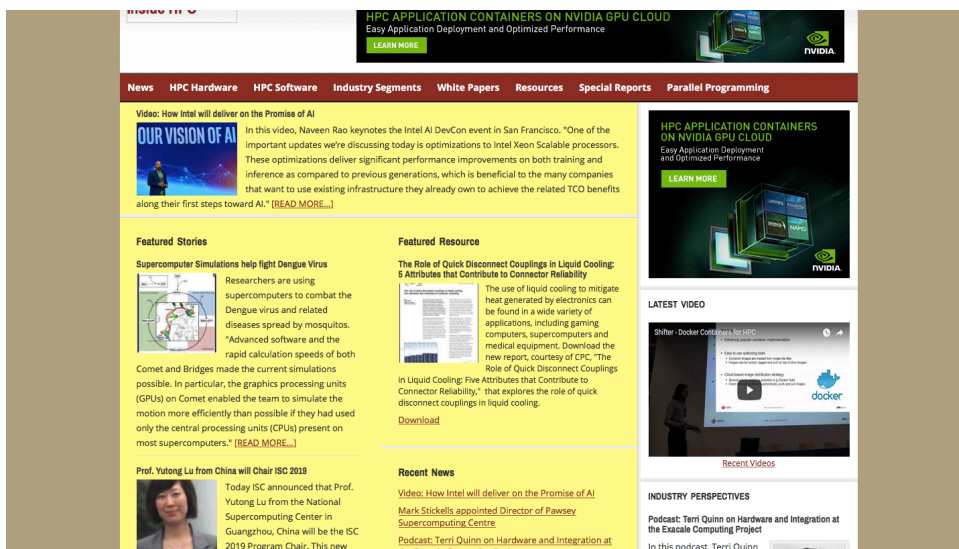 Inside HPC
HPC APPLICATION CONTAINERS ON NVIDIA GPU CLOUD
Easy Application Deployment and Optimized Performance
LEARN MORE
NVIDIA.
News HPC Hardware HPC Software Industry Segments White Papers Resources Special Reports Parallel Programming
Video: How Intel will deliver on the Promise of AI
OUR VISION OF AI
In this video, Naveen Rao keynotes the Intel AI DevCon event in San Francisco. "One of the
important updates we're discussing today is optimizations to Intel Xeon Scalable processors.
These optimizations deliver significant performance improvements on both training and
inference as compared to previous generations, which is beneficial to the many companies
that want to use existing infrastructure they already own to achieve the related TCO benefits
along their first steps toward AI." [READ MORE...]
Featured Stories
Supercomputer Simulations help fight Dengue Virus
Researchers are using
supercomputers to combat the
Dengue virus and related
diseases spread by mosquitos.
"Advanced software and the
rapid calculation speeds of both
Comet and Bridges made the current simulations
possible. In particular, the graphics processing units
(GPUs) on Comet enabled the team to simulate the
motion more efficiently than possible if they had used
only the central processing units (CPUs) present on
most supercomputers." [READ MORE...]
Prof. Yutong Lu from China will Chair ISC 2019
Today ISC announced that Prof.
Yutong Lu from the National
Supercomputing Center in
Guangzhou, China will be the ISC
2019 Program Chair. This new
Featured Resource
The Role of Quick Disconnect Couplings in Liquid Cooling:
5 Attributes that Contribute to Connector Reliability
The use of liquid cooling to mitigate
heat generated by electronics can
be found in a wide variety of
applications, including gaming
computers, supercomputers and
medical equipment. Download the
new report, courtesy of CPC, "The
Role of Quick Disconnect Couplings
in Liquid Cooling: Five Attributes that Contribute to
Connector Reliability," that explores the role of quick
disconnect couplings in liquid cooling.
Download
Recent News
Video: How Intel will deliver on the Promise of AI
Mark Stickells appointed Director of Pawsey
Supercomputing Centre
Podcast: Terri Quinn on Hardware and Integration at
HPC APPLICATION CONTAINERS
ON NVIDIA GPU CLOUD
Easy Application Deployment
and Optimized Performance
LEARN MORE
NAMD
NVIDIA.
LATEST VIDEO
Shifter - Docker Containers for HPC
Extremely popular container implementation
Easy to use authoring tools
Cloud-based image distribution strategy
docker
Recent Videos
INDUSTRY PERSPECTIVES
Podcast: Terri Quinn on Hardware and Integration at
the Exascale Computing Project
In this podcast, Terri Quinn